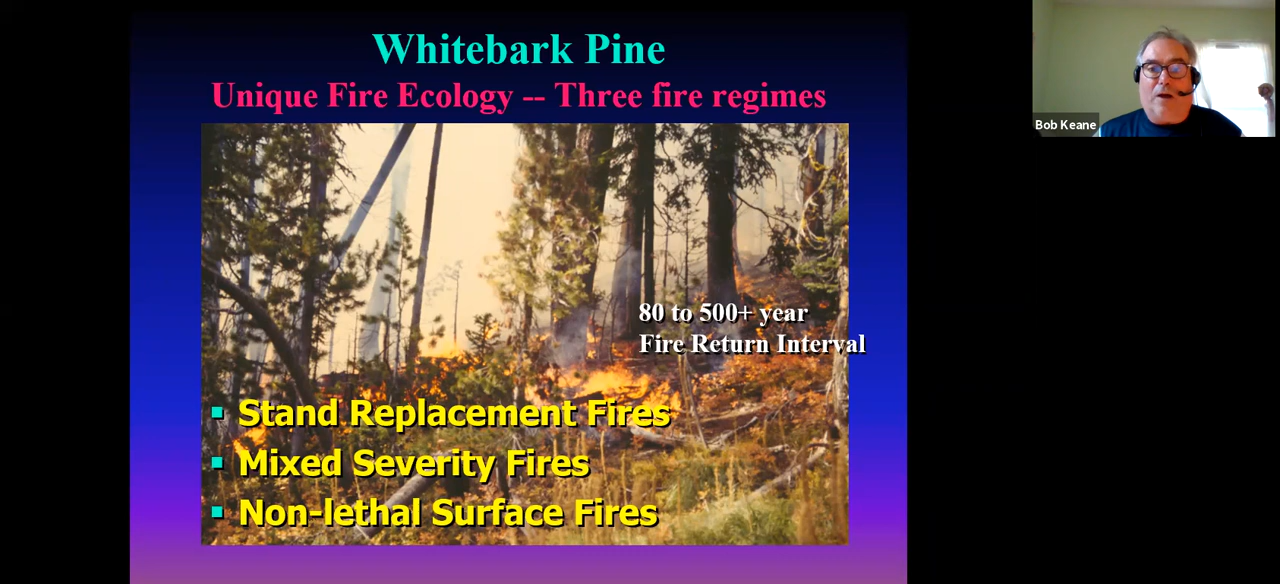 Whitebark Pine
Unique Fire Ecology -- Three fire regimes
80 to 500+ year
Fire Return Interval
Stand Replacement Fires
Mixed Severity Fires
Non-lethal Surface Fires
Bob Keane